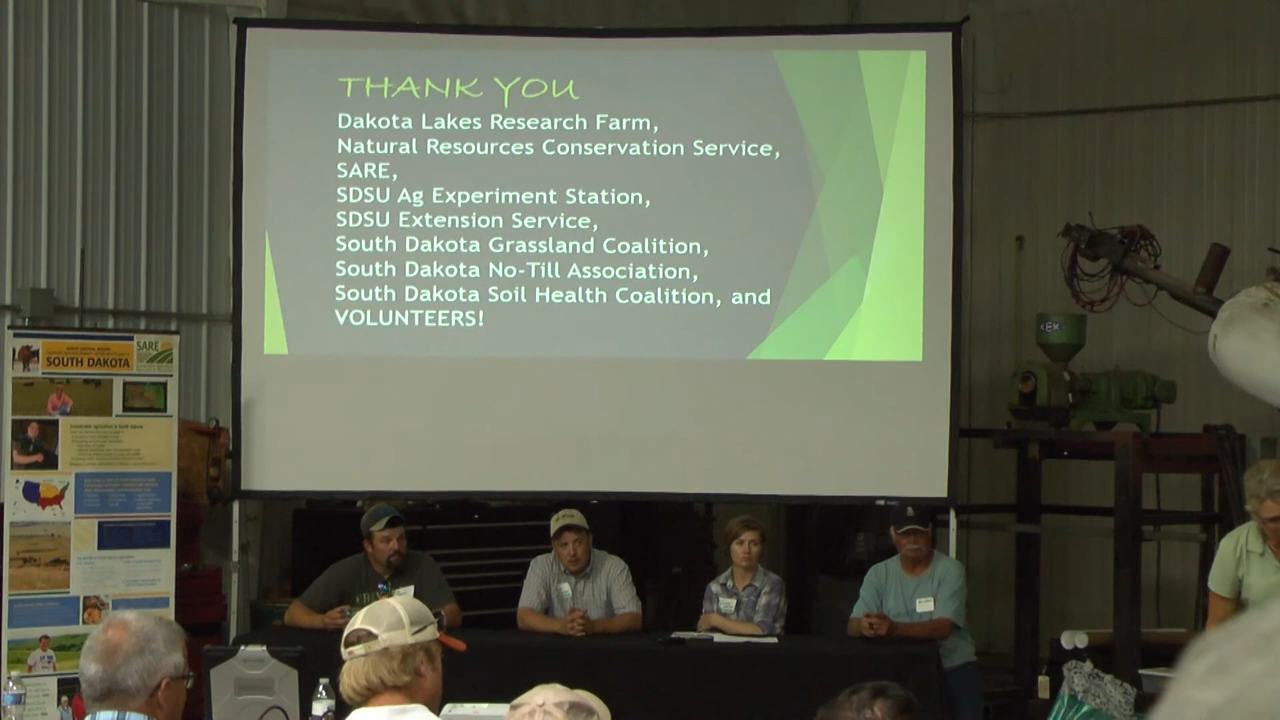 THANK YOU
Dakota Lakes Research Farm,
Natural Resources Conservation Service,
SARE,
SDSU Ag Experiment Station,
SDSU Extension Service,
South Dakota Grassland Coalition,
South Dakota No-Till Association,
South Dakota Soil Health Coalition, and
VOLUNTEERS!
SARE
SOUTH DAKOTA